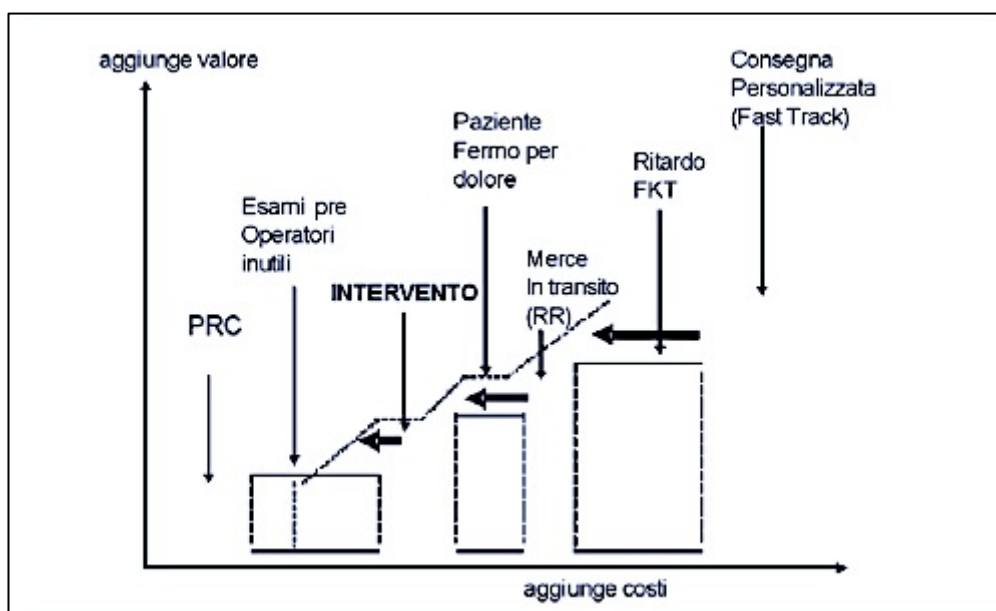 aggiunge valore
Consegna
Personalizzata
(Fast Track)
Paziente
Fermo per
dolore
Ritardo
FKT
Esami pre
Operatori
inutili
Merce
In transito
(RR)
INTERVENTO
PRC
aggiunge costi